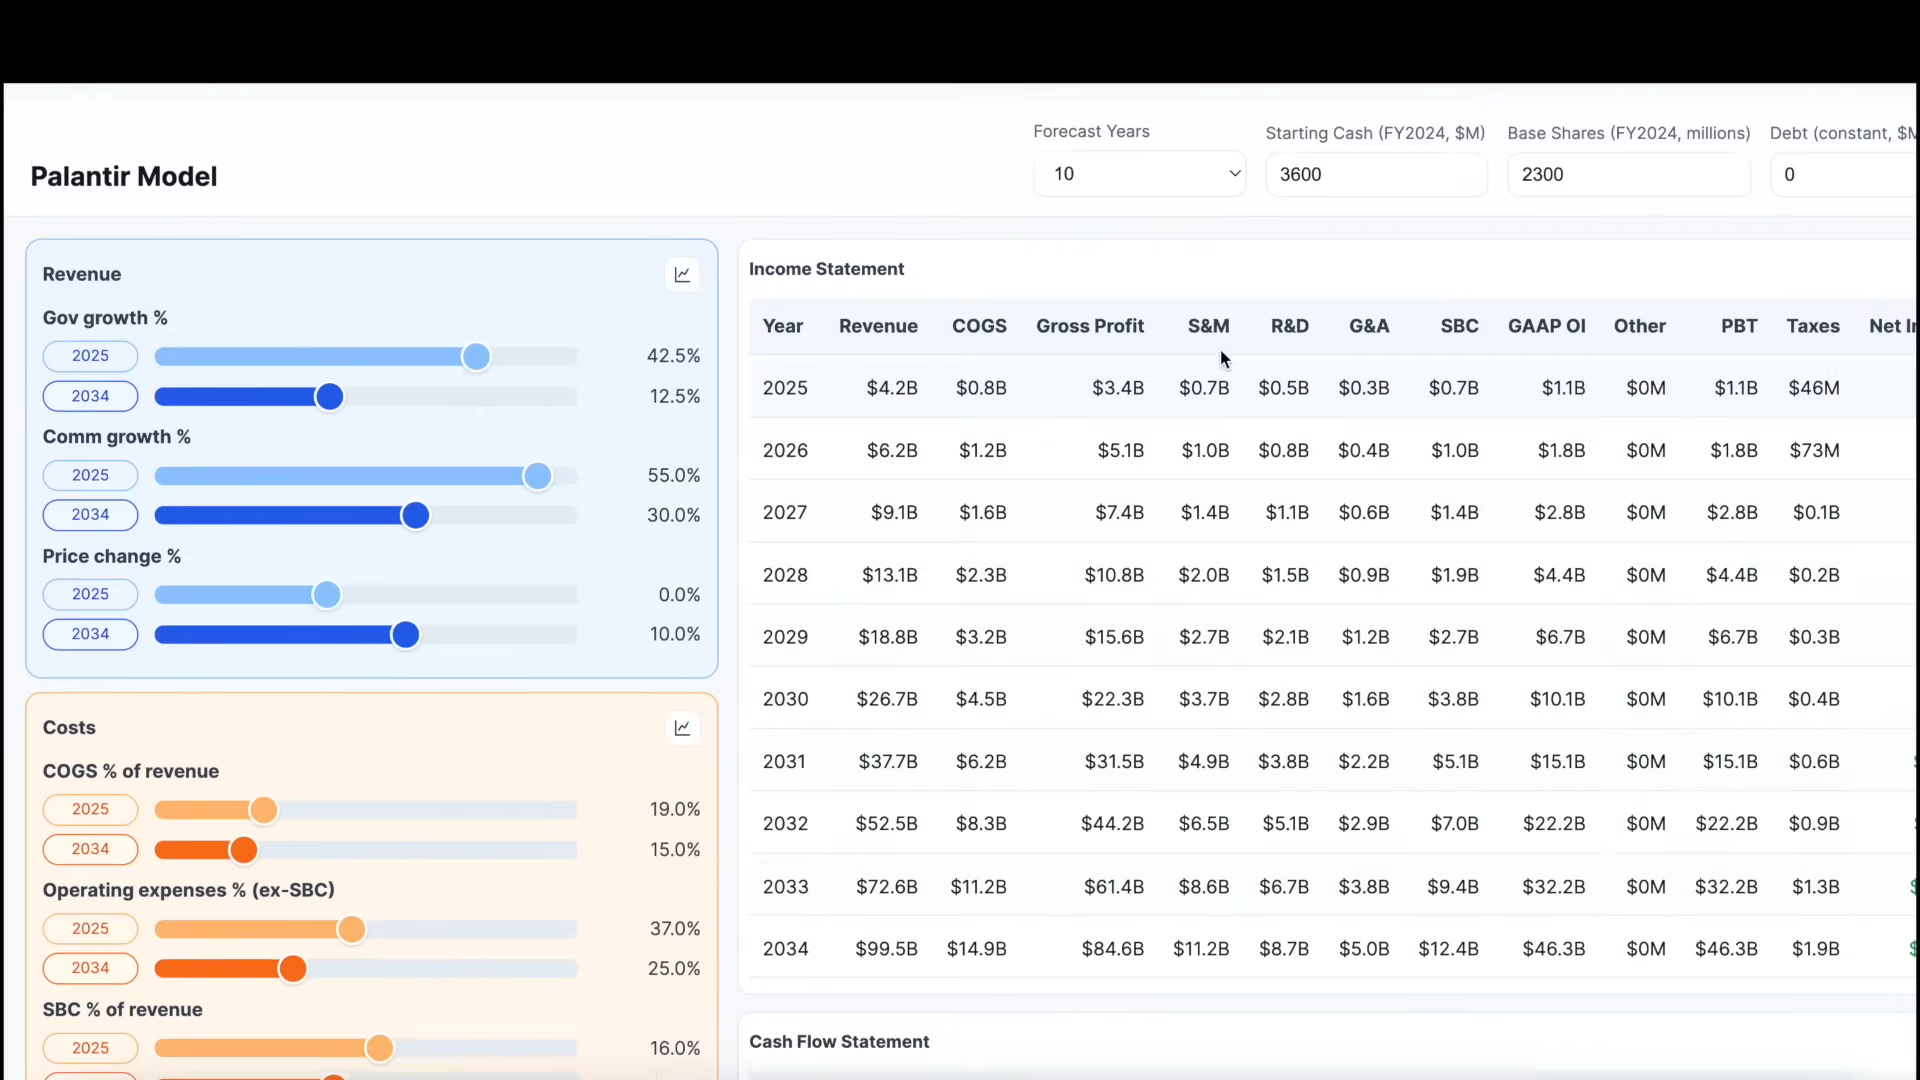 Palantir Model
Forecast Years
10
Starting Cash (FY2024, $M)
3600
Base Shares (FY2024, millions)
2300
Debt (constant, $M
0
Revenue
Gov growth %
2025 42.5%
2034 12.5%
Comm growth %
2025 55.0%
2034 30.0%
Price change %
2025 0.0%
2034 10.0%
Costs
COGS % of revenue
2025 19.0%
2034 15.0%
Operating expenses % (ex-SBC)
2025 37.0%
2034 25.0%
SBC % of revenue
2025 16.0%
Income Statement
Year Revenue COGS Gross Profit S&M R&D G&A SBC GAAP OI Other PBT Taxes Net In
2025 $4.2B $0.8B $3.4B $0.7B $0.5B $0.3B $0.7B $1.1B $0M $1.1B $46M
2026 $6.2B $1.2B $5.1B $1.0B $0.8B $0.4B $1.0B $1.8B $0M $1.8B $73M
2027 $9.1B $1.6B $7.4B $1.4B $1.1B $0.6B $1.4B $2.8B $0M $2.8B $0.1B
2028 $13.1B $2.3B $10.8B $2.0B $1.5B $0.9B $1.9B $4.4B $0M $4.4B $0.2B
2029 $18.8B $3.2B $15.6B $2.7B $2.1B $1.2B $2.7B $6.7B $0M $6.7B $0.3B
2030 $26.7B $4.5B $22.3B $3.7B $2.8B $1.6B $3.8B $10.1B $0M $10.1B $0.4B
2031 $37.7B $6.2B $31.5B $4.9B $3.8B $2.2B $5.1B $15.1B $0M $15.1B $0.6B
2032 $52.5B $8.3B $44.2B $6.5B $5.1B $2.9B $7.0B $22.2B $0M $22.2B $0.9B
2033 $72.6B $11.2B $61.4B $8.6B $6.7B $3.8B $9.4B $32.2B $0M $32.2B $1.3B
2034 $99.5B $14.9B $84.6B $11.2B $8.7B $5.0B $12.4B $46.3B $0M $46.3B $1.9B
Cash Flow Statement